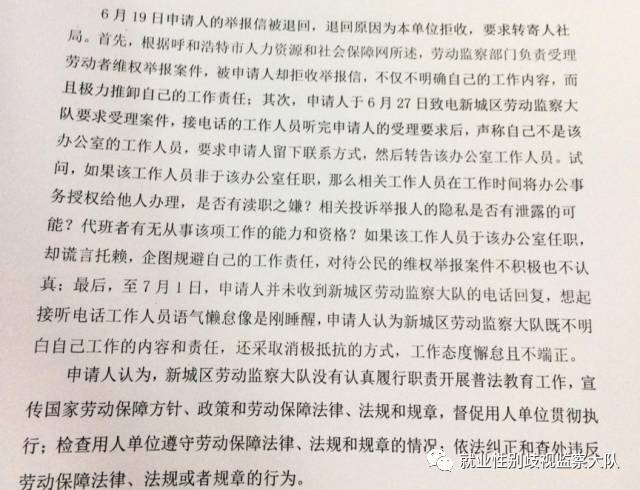 6 月 19 日申请人的举报信被退回，退回原因为本单位拒收，要求转寄人社
局。首先，根据呼和浩特市人力资源和社会保障网所述，劳动监察部门负责受理
劳动者维权举报案件，被申请人却拒收举报信，不仅不明确自己的工作内容，而
且极力推卸自己的工作责任；其次，申请人于 6 月 27 日致电新城区劳动监察大
队要求受理案件，接电话的工作人员听完申请人的受理要求后，声称自己不是该
办公室的工作人员，要求申请人留下联系方式，然后转告该办公室工作人员。试
问，如果该工作人员非于该办公室任职，那么相关工作人员在工作时间将办公事
务授权给他人办理，是否有渎职之嫌？相关投诉举报人的隐私是否有泄露的可
能？代班者有无从事该项工作的能力和资格？如果该工作人员于该办公室任职，
却谎言托赖，企图规避自己的工作责任，对待公民的维权举报案件不积极也不认
真；最后，至 7 月 1 日，申请人并未收到新城区劳动监察大队的电话回复，想起
接听电话工作人员语气懒怠像是刚睡醒，申请人认为新城区劳动监察大队既不明
白自己工作的内容和责任，还采取消极抵抗的方式，工作态度懈怠且不端正。
申请人认为，新城区劳动监察大队没有认真履行职责开展普法教育工作，宣
传国家劳动保障方针、政策和劳动保障法律、法规和规章，督促用人单位贯彻执
行；检查用人单位遵守劳动保障法律、法规和规章的情况；依法纠正和查处违反
劳动保障法律、法规或者规章的行为。
就业性别歧视监察大队